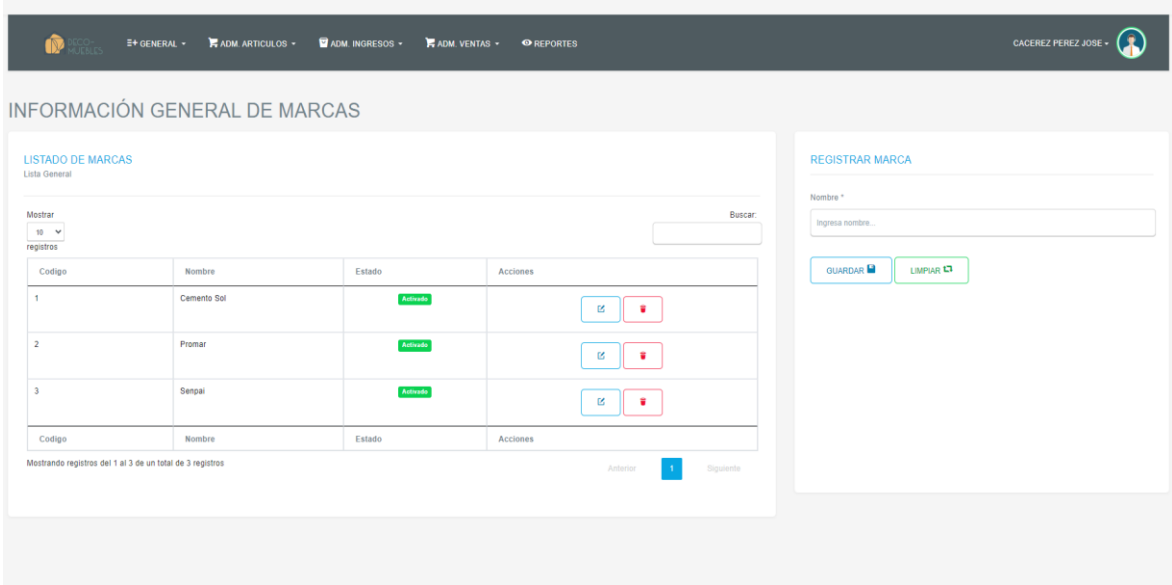 DECO-
MUEBLES
GENERAL
ADM. ARTICULOS
ADM. INGRESOS
ADM. VENTAS
REPORTES
CACEREZ PEREZ JOSE
INFORMACIÓN GENERAL DE MARCAS
LISTADO DE MARCAS
Lista General
Mostrar
10
registros
Buscar:
Codigo Nombre Estado Acciones
1 Cemento Sol Activado
2 Promar Activado
3 Senpai Activado
Codigo Nombre Estado Acciones
Mostrando registros del 1 al 3 de un total de 3 registros
Anterior 1 Siguiente
REGISTRAR MARCA
Nombre *
Ingresa nombre...
GUARDAR LIMPIAR